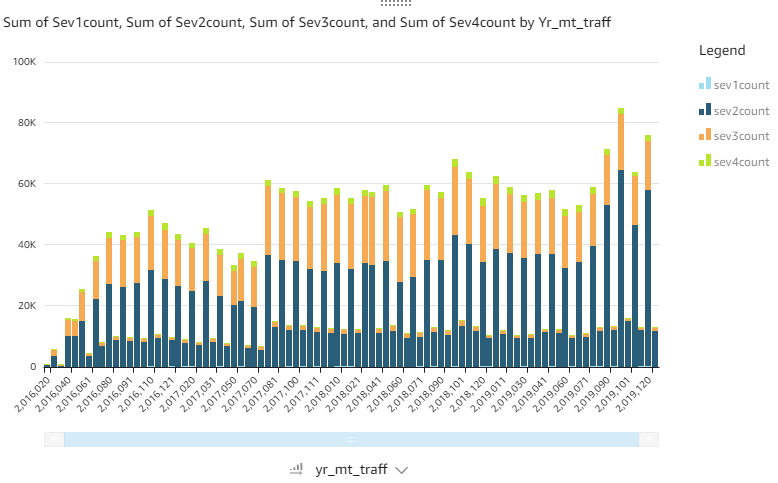 Sum of Sev1count, Sum of Sev2count, Sum of Sev3count, and Sum of Sev4count by Yr_mt_traff
Legend
sev1count
sev2count
sev3count
sev4count
100K
80K
60K
40K
20K
0
2,016,020
2,016,040
2,016,061
2,016,080
2,016,091
2,016,110
2,016,121
2,017,020
2,017,031
2,017,050
2,017,070
2,017,081
2,017,100
2,017,111
2,018,010
2,018,021
2,018,041
2,018,060
2,018,071
2,018,090
2,018,101
2,018,120
2,019,011
2,019,030
2,019,041
2,019,060
2,019,071
2,019,090
2,019,101
2,019,120
yr_mt_traff